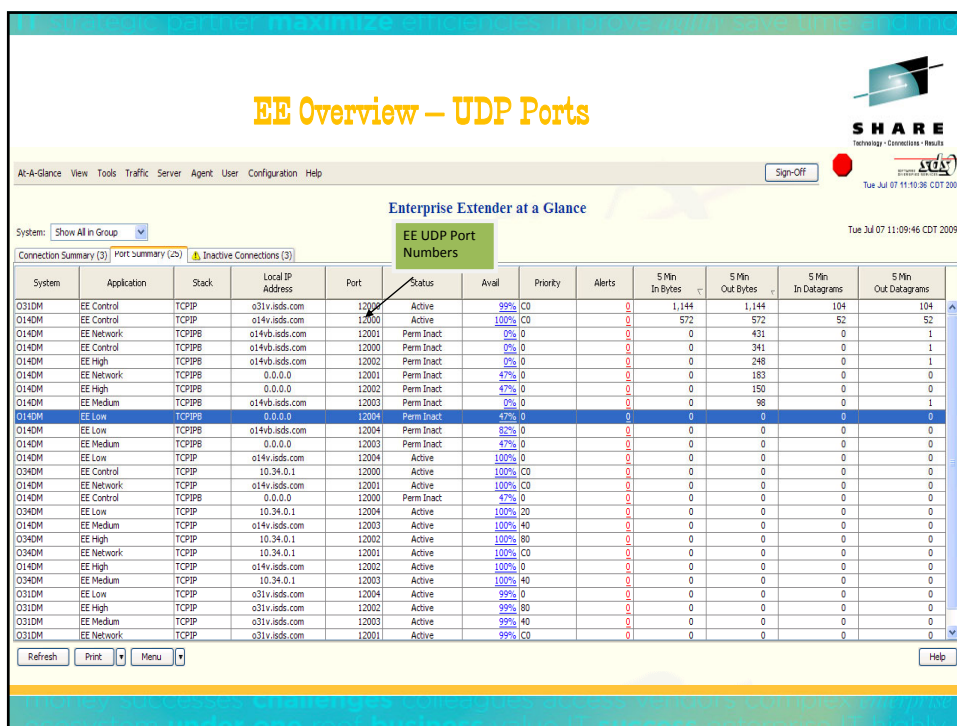 IT strategic partner maximize efficiencies improve save time and mo
EE Overview – UDP Ports
SHARE
Technology · Connections · Results
At-A-Glance View Tools Traffic Server Agent User Configuration Help
Sign-Off
Tue Jul 07 11:10:36 CDT 200
Enterprise Extender at a Glance
System: Show All in Group
Tue Jul 07 11:09:46 CDT 2009
EE UDP Port Numbers
Connection Summary (3) Port Summary (25) Inactive Connections (3)
System Application Stack Local IP Address Port Status Avail Priority Alerts 5 Min In Bytes 5 Min Out Bytes 5 Min In Datagrams 5 Min Out Datagrams
O31DM EE Control TCPIP o31v.isds.com 12000 Active 99% C0 0 1,144 1,144 104 104
O14DM EE Control TCPIP o14v.isds.com 12000 Active 100% C0 0 572 572 52 52
O14DM EE Network TCPIPB o14vb.isds.com 12001 Perm Inact 0% 0 0 0 431 0 1
O14DM EE Control TCPIPB o14vb.isds.com 12000 Perm Inact 0% 0 0 0 341 0 1
O14DM EE High TCPIPB o14vb.isds.com 12002 Perm Inact 0% 0 0 0 248 0 1
O14DM EE Network TCPIPB 0.0.0.0 12001 Perm Inact 47% 0 0 0 183 0 0
O14DM EE High TCPIPB 0.0.0.0 12002 Perm Inact 47% 0 0 0 150 0 0
O14DM EE Medium TCPIPB o14vb.isds.com 12003 Perm Inact 0% 0 0 0 98 0 1
O14DM EE Low TCPIPB 0.0.0.0 12004 Perm Inact 47% 0 0 0 0 0 0
O14DM EE Low TCPIPB o14vb.isds.com 12004 Perm Inact 82% 0 0 0 0 0 0
O14DM EE Medium TCPIPB 0.0.0.0 12003 Perm Inact 47% 0 0 0 0 0 0
O14DM EE Low TCPIP o14v.isds.com 12004 Active 100% 0 0 0 0 0 0
O34DM EE Control TCPIP 10.34.0.1 12000 Active 100% C0 0 0 0 0 0
O14DM EE Network TCPIP o14v.isds.com 12001 Active 100% C0 0 0 0 0 0
O14DM EE Control TCPIPB 0.0.0.0 12000 Perm Inact 47% 0 0 0 0 0 0
O34DM EE Low TCPIP 10.34.0.1 12004 Active 100% 20 0 0 0 0 0
O14DM EE Medium TCPIP o14v.isds.com 12003 Active 100% 40 0 0 0 0 0
O34DM EE High TCPIP 10.34.0.1 12002 Active 100% 80 0 0 0 0 0
O34DM EE Network TCPIP 10.34.0.1 12001 Active 100% C0 0 0 0 0 0
O14DM EE High TCPIP o14v.isds.com 12002 Active 100% 0 0 0 0 0 0
O34DM EE Medium TCPIP 10.34.0.1 12003 Active 100% 40 0 0 0 0 0
O31DM EE Low TCPIP o31v.isds.com 12004 Active 99% 0 0 0 0 0 0
O31DM EE High TCPIP o31v.isds.com 12002 Active 99% 80 0 0 0 0 0
O31DM EE Medium TCPIP o31v.isds.com 12003 Active 99% 40 0 0 0 0 0
O31DM EE Network TCPIP o31v.isds.com 12001 Active 99% C0 0 0 0 0 0
Refresh Print Menu Help
money successes challenges colleague access
under one business success